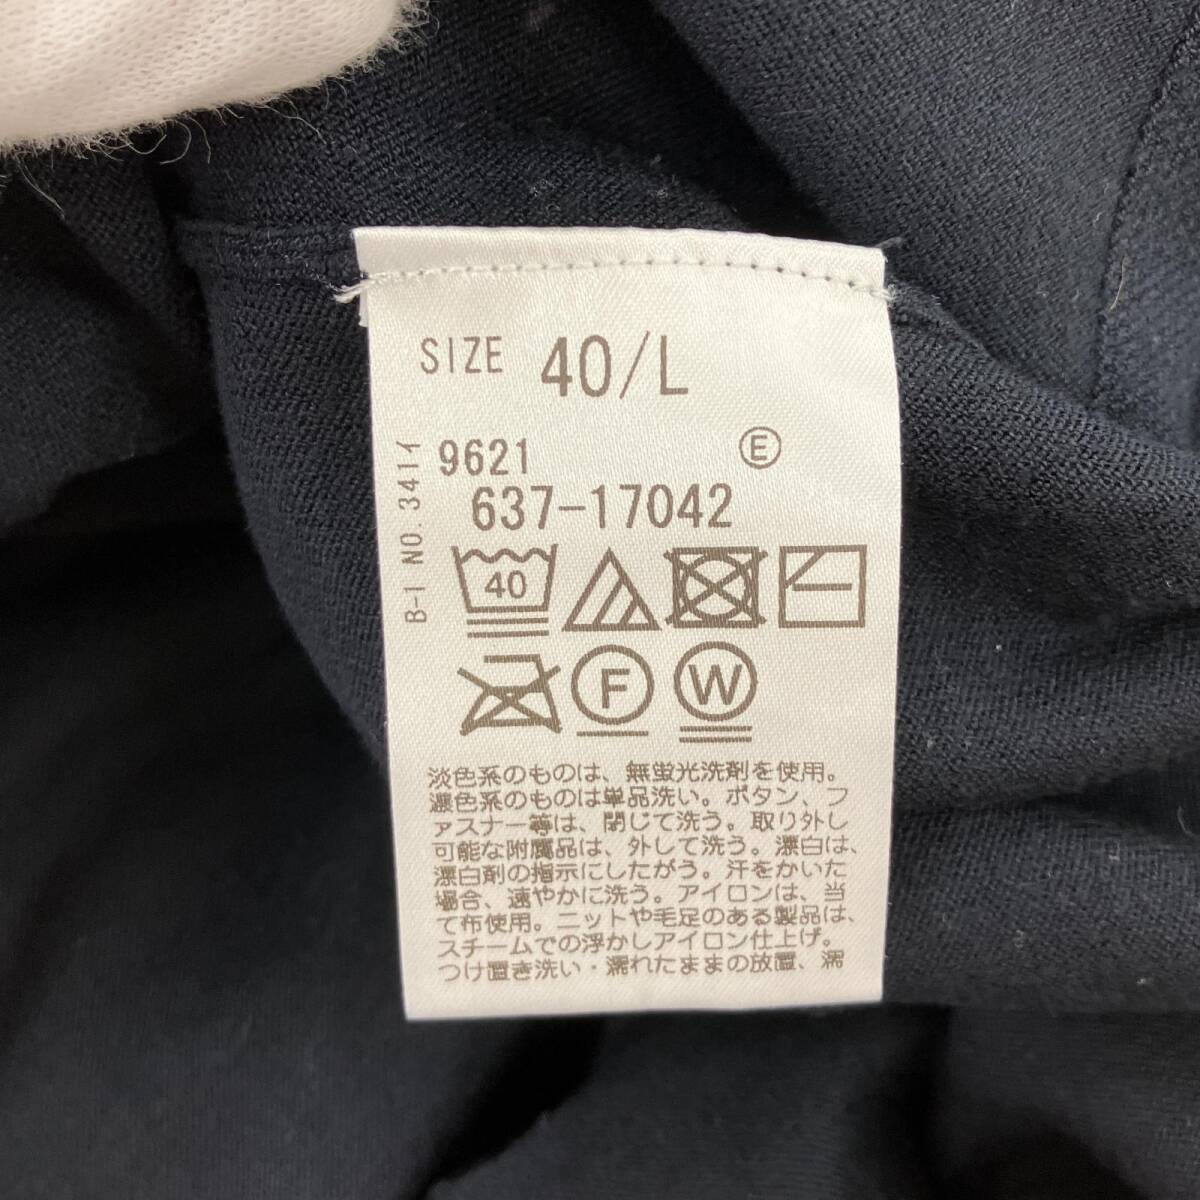 SIZE 40/L
9621 Ⓔ
637-17042
B-1 NO.341イ
40
F W
淡色系のものは、無蛍光洗剤を使用。
濃色系のものは単品洗い。ボタン、フ
ァスナー等は、閉じて洗う。取り外し
可能な附属品は、外して洗う。漂白は、
漂白剤の指示にしたがう。汗をかいた
場合、速やかに洗う。アイロンは、当
て布使用。ニットや毛足のある製品は、
スチームでの浮かしアイロン仕上げ。
つけ置き洗い・濡れたままの放置、濡